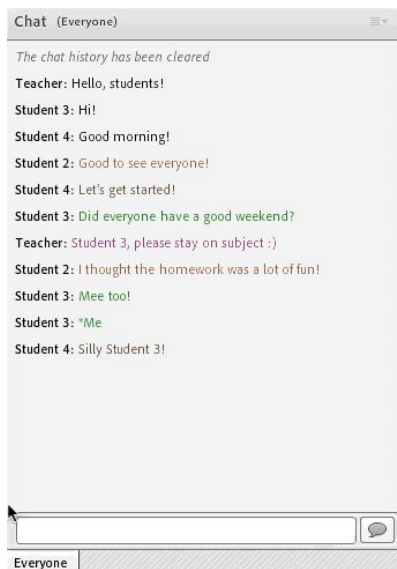 Chat (Everyone)
The chat history has been cleared
Teacher: Hello, students!
Student 3: Hi!
Student 4: Good morning!
Student 2: Good to see everyone!
Student 4: Let's get started!
Student 3: Did everyone have a good weekend?
Teacher: Student 3, please stay on subject :)
Student 2: I thought the homework was a lot of fun!
Student 3: Mee too!
Student 3: *Me
Student 4: Silly Student 3!
Everyone